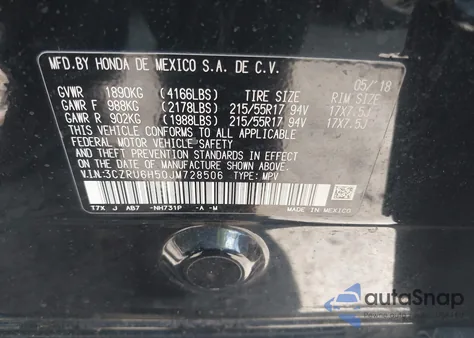 MFD.BY HONDA DE MEXICO S.A. DE C.V.
05/'18
GVWR 1890KG (4166LBS) TIRE SIZE RIM SIZE
GAWR F 988KG (2178LBS) 215/55R17 94V 17X7.5J
GAWR R 902KG (1988LBS) 215/55R17 94V 17X7.5J
THIS VEHICLE CONFORMS TO ALL APPLICABLE
FEDERAL MOTOR VEHICLE SAFETY AND
THEFT PREVENTION STANDARDS IN EFFECT
ON THE DATE OF MANUFACTURE SHOWN ABOVE.
V.I.N:3CZRU6H50JM728506 TYPE: MPV
T7X J AB7 -NH731P -A -M
MADE IN MEXICO
autoSnap